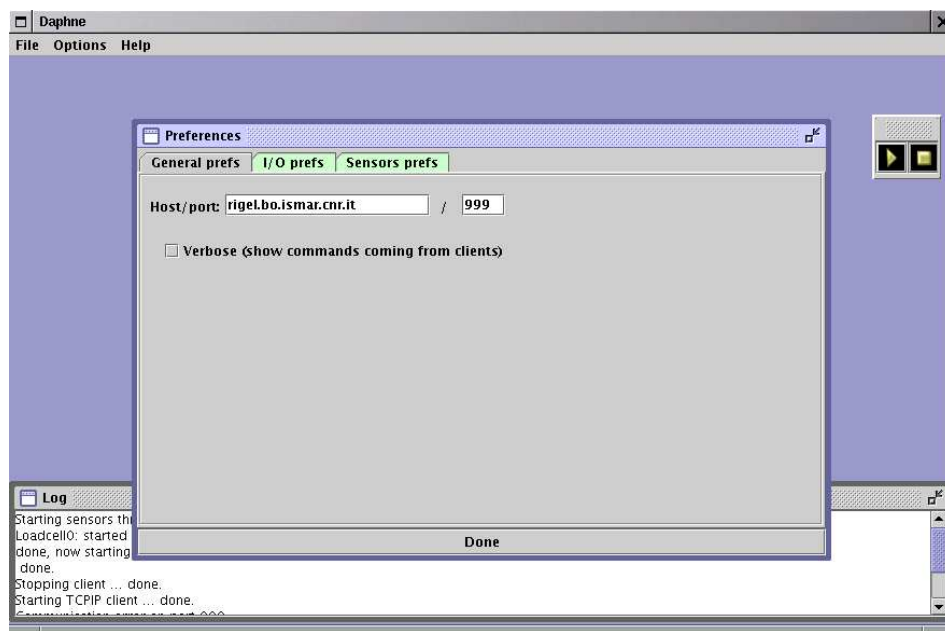 Daphne
File Options Help
Preferences
General prefs I/O prefs Sensors prefs
Host/port: rigel.bo.ismar.cnr.it / 999
Verbose (show commands coming from clients)
Done
Log
Starting sensors
Loadcell0: started
done, now starting
done.
Stopping client ... done.
Starting TCPIP client ... done.